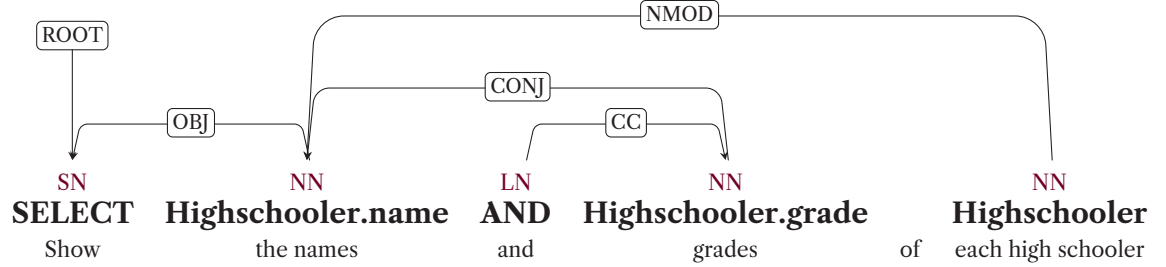 NMOD
ROOT
CONJ
OBJ CC
SN NN LN NN NN
SELECT Highschooler.name AND Highschooler.grade Highschooler
Show the names and grades of each high schooler